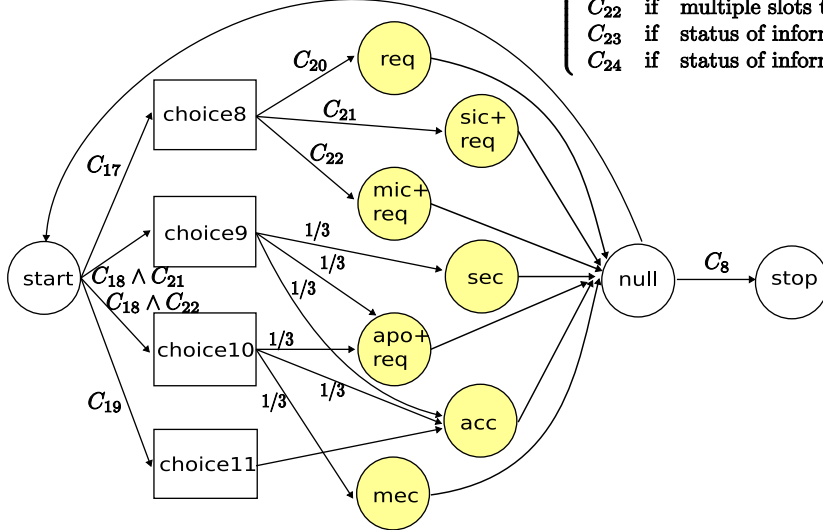 C₂₂ if multiple slots t
C₂₃ if status of inform
C₂₄ if status of inform
C₂₀
req
choice8
C₂₁
sic+
req
C₁₇
C₂₂
mic+
req
choice9
1/3
1/3
1/3
sec
start
C₁₈ ∧ C₂₁
C₁₈ ∧ C₂₂
null
C₈
stop
choice10
1/3
apo+
req
1/3
1/3
C₁₉
acc
choice11
mec